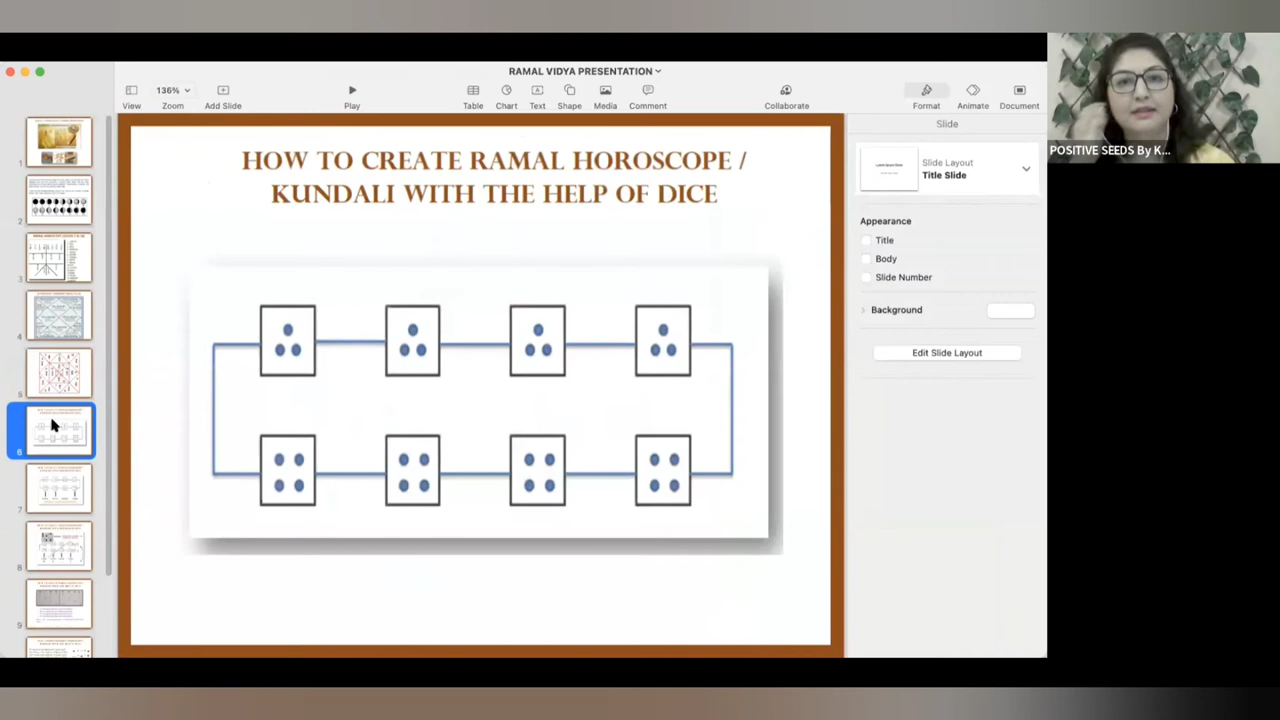 RAMAL VIDYA PRESENTATION
136%
View
Zoom
Add Slide
Play
Table
Chart
Text
Shape
Media
Comment
Collaborate
Format
Animate
Document
Slide
Slide Layout
Title Slide
Appearance
Title
Body
Slide Number
Background
Edit Slide Layout
HOW TO CREATE RAMAL HOROSCOPE /
KUNDALI WITH THE HELP OF DICE
1
2
3
4
5
6
7
8
9
POSITIVE SEEDS By K...